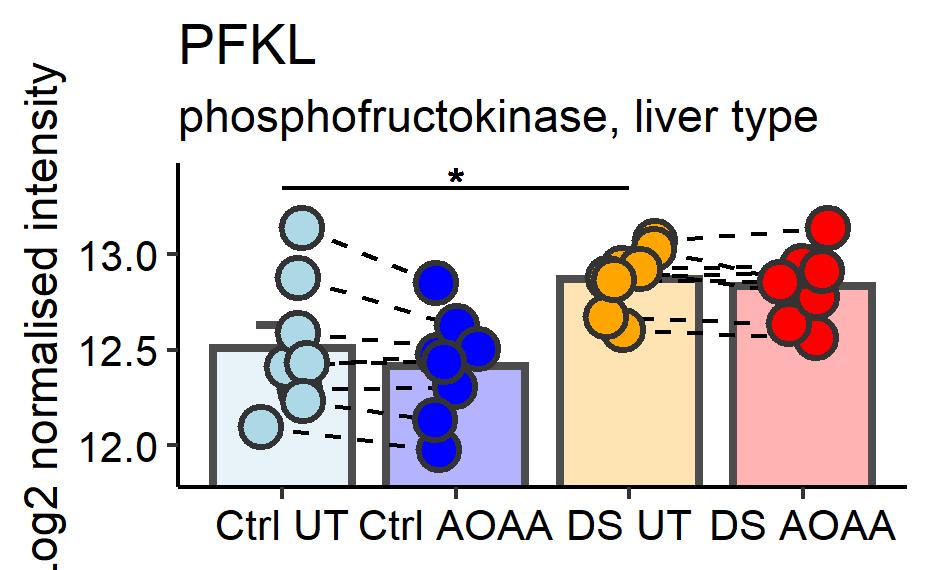 PFKL
phosphofructokinase, liver type
Log2 normalised intensity
*
13.0
12.5
12.0
Ctrl UT Ctrl AOAA DS UT DS AOAA